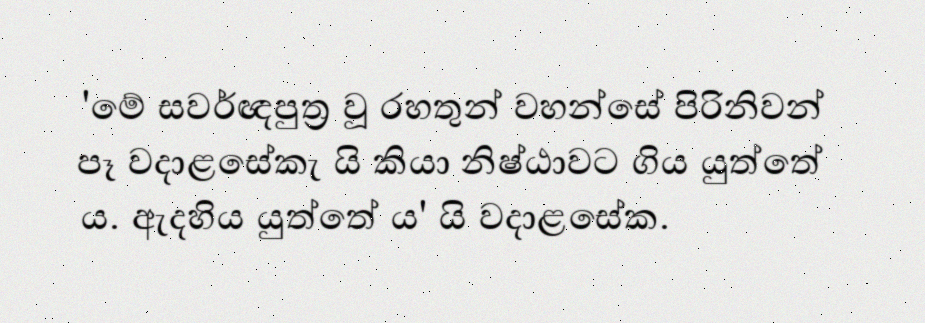 'මේ සවර්ඥපුත්‍ර වූ රහතුන් වහන්සේ පිරිනිවන්
පෑ වදාළසේකැ යි කියා නිෂ්ඨාවට ගිය යුත්තේ
ය. ඇදහිය යුත්තේ ය' යි වදාළසේක.